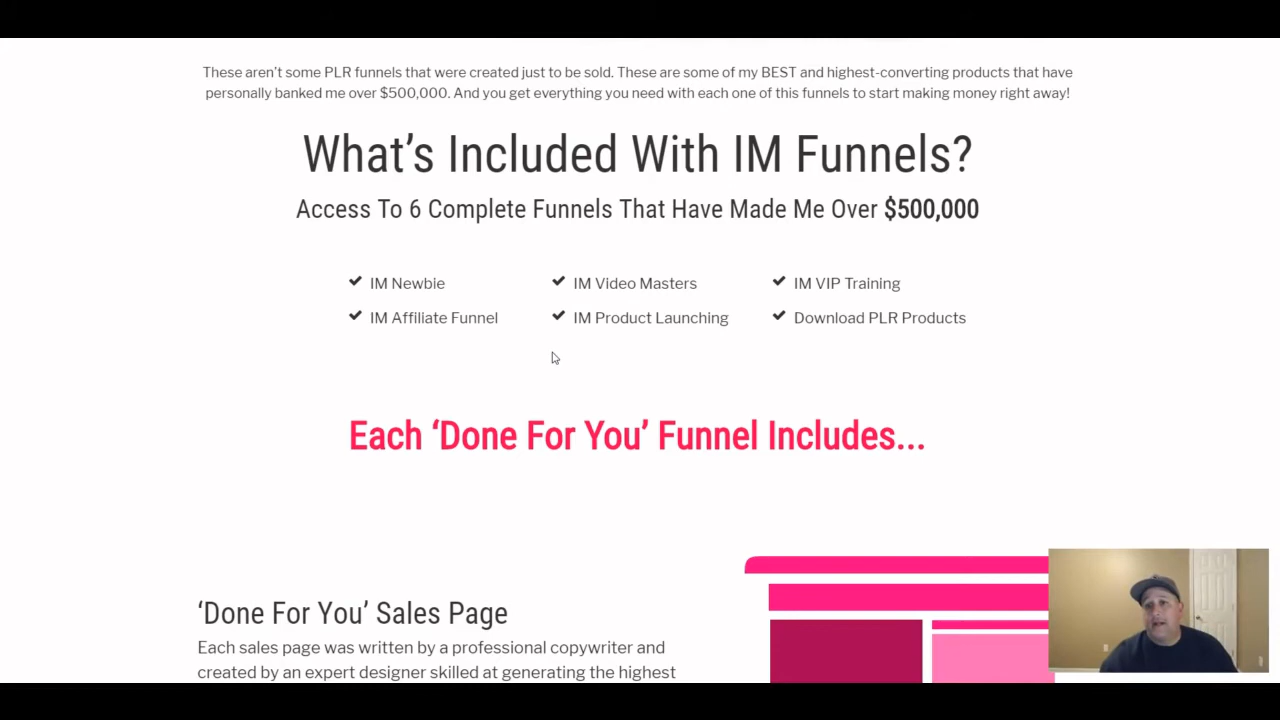 These aren't some PLR funnels that were created just to be sold. These are some of my BEST and highest-converting products that have
personally banked me over $500,000. And you get everything you need with each one of this funnels to start making money right away!
What's Included With IM Funnels?
Access To 6 Complete Funnels That Have Made Me Over $500,000
IM Newbie
IM Video Masters
IM VIP Training
IM Affiliate Funnel
IM Product Launching
Download PLR Products
Each ‘Done For You’ Funnel Includes...
‘Done For You’ Sales Page
Each sales page was written by a professional copywriter and
created by an expert designer skilled at generating the highest